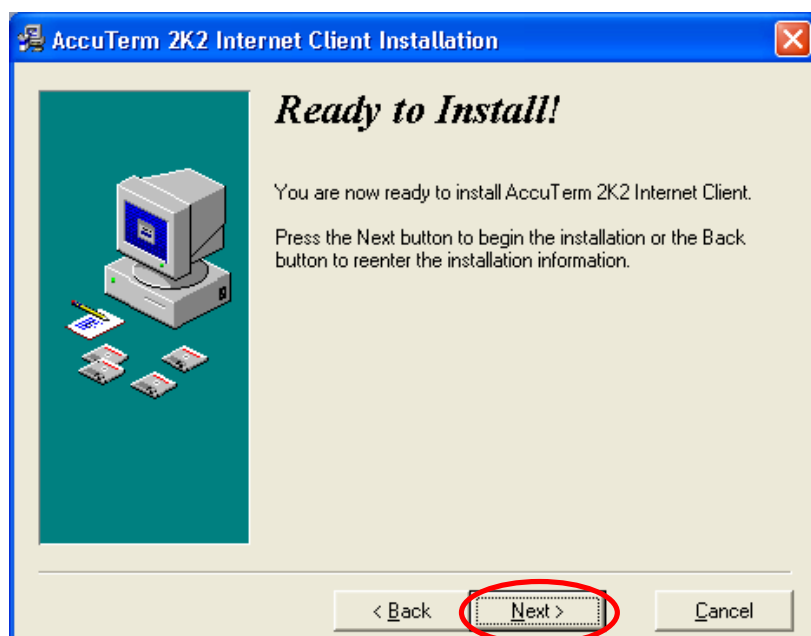 AccuTerm 2K2 Internet Client Installation
Ready to Install!
You are now ready to install AccuTerm 2K2 Internet Client.
Press the Next button to begin the installation or the Back
button to reenter the installation information.
< Back
Next >
Cancel